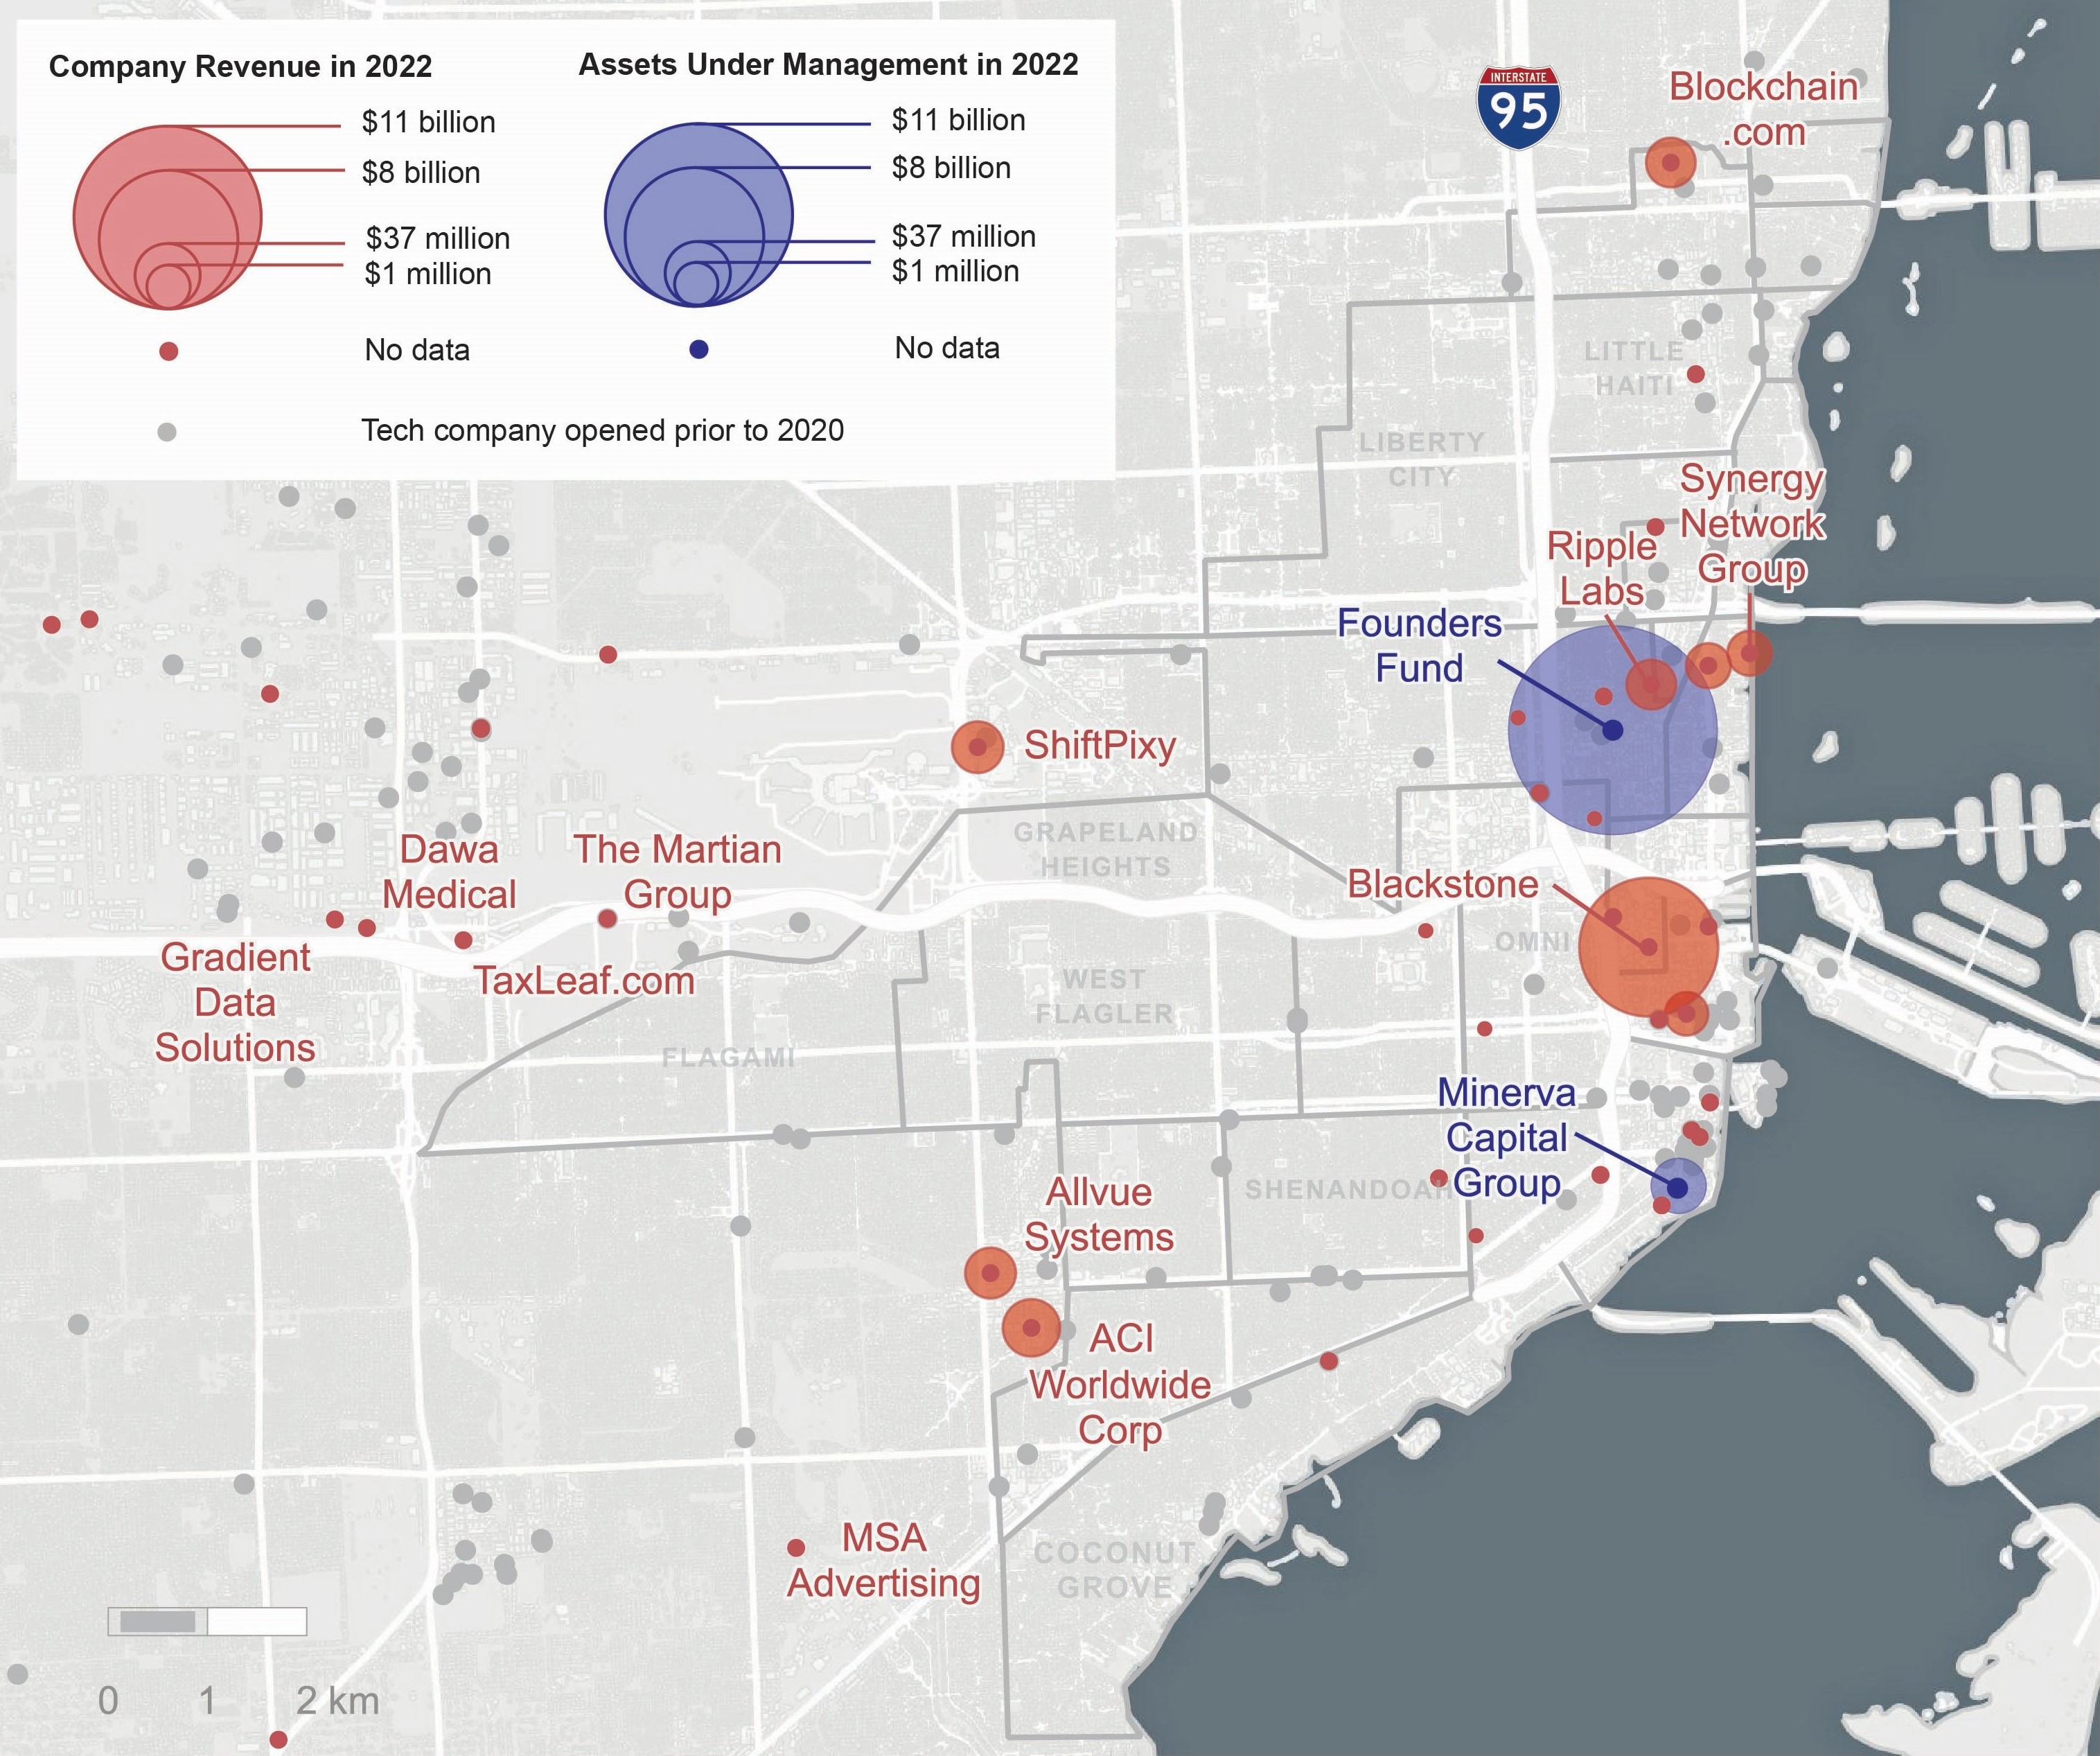 Company Revenue in 2022
$11 billion
$8 billion
$37 million
$1 million
No data
Assets Under Management in 2022
$11 billion
$8 billion
$37 million
$1 million
No data
Tech company opened prior to 2020
INTERSTATE
95
Blockchain
.com
LITTLE
HAITI
LIBERTY
CITY
Synergy
Network
Group
Ripple
Labs
Founders
Fund
ShiftPixy
GRAPELAND
HEIGHTS
Dawa
Medical
The Martian
Group
Blackstone
OMNI
Gradient
Data
Solutions
TaxLeaf.com
WEST
FLAGLER
FLAGAMI
Minerva
Capital
Group
SHENANDOAH
Allvue
Systems
ACI
Worldwide
Corp
MSA
Advertising
COCONUT
GROVE
0 1 2 km